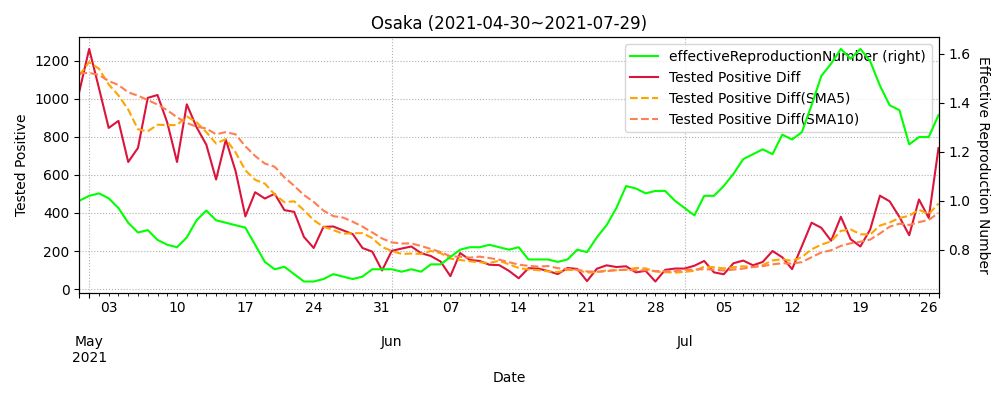 Osaka (2021-04-30~2021-07-29)
effectiveReproductionNumber (right)
Tested Positive Diff
Tested Positive Diff(SMA5)
Tested Positive Diff(SMA10)
Tested Positive
1200
1000
800
600
400
200
0
1.6
1.4
1.2
1.0
0.8
Effective Reproduction Number
03 10 17 24 31 07 14 21 28 05 12 19 26
May Jun Jul
2021
Date